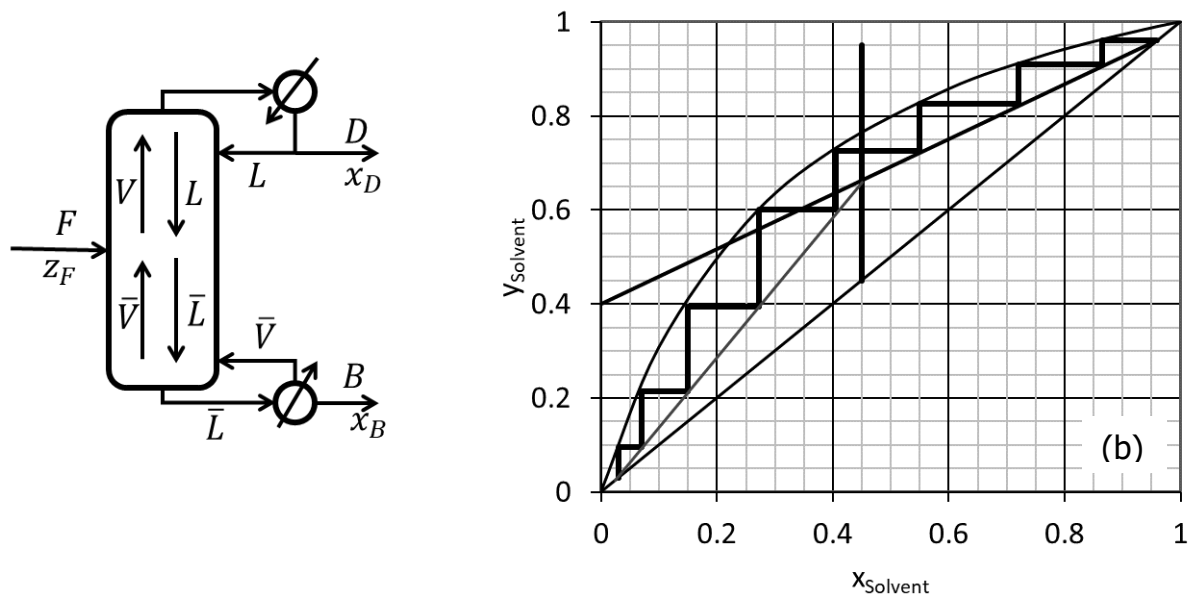 D
L
x_D
V
L
F
z_F
V̄
L̄
V̄
B
L̄
x_B
1
0.8
0.6
0.4
0.2
0
y_Solvent
(b)
0
0.2
0.4
0.6
0.8
1
x_Solvent